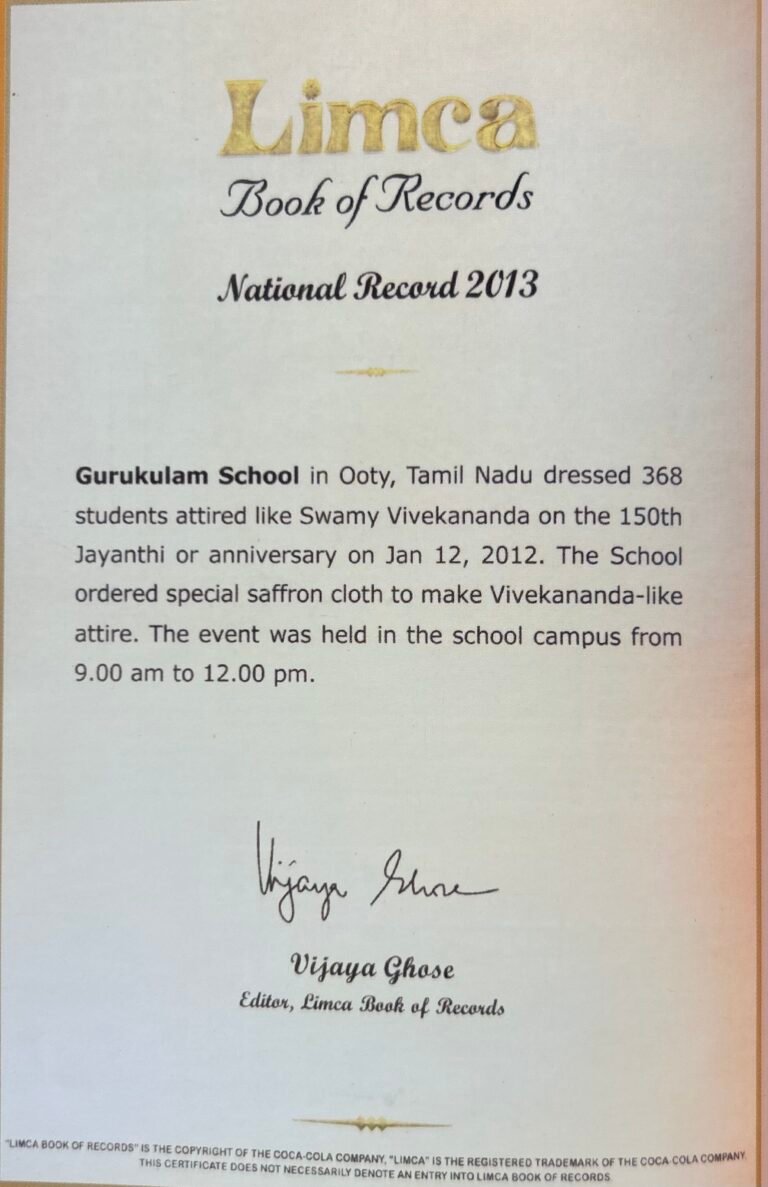 Limca
Book of Records
National Record 2013
Gurukulam School in Ooty, Tamil Nadu dressed 368
students attired like Swamy Vivekananda on the 150th
Jayanthi or anniversary on Jan 12, 2012. The School
ordered special saffron cloth to make Vivekananda-like
attire. The event was held in the school campus from
9.00 am to 12.00 pm.
Vijaya Ghose
Vijaya Ghose
Editor, Limca Book of Records
"LIMCA BOOK OF RECORDS" IS THE COPYRIGHT OF THE COCA-COLA COMPANY, "LIMCA" IS THE REGISTERED TRADEMARK OF THE COCA-COLA COMPANY.
THIS CERTIFICATE DOES NOT NECESSARILY DENOTE AN ENTRY INTO LIMCA BOOK OF RECORDS